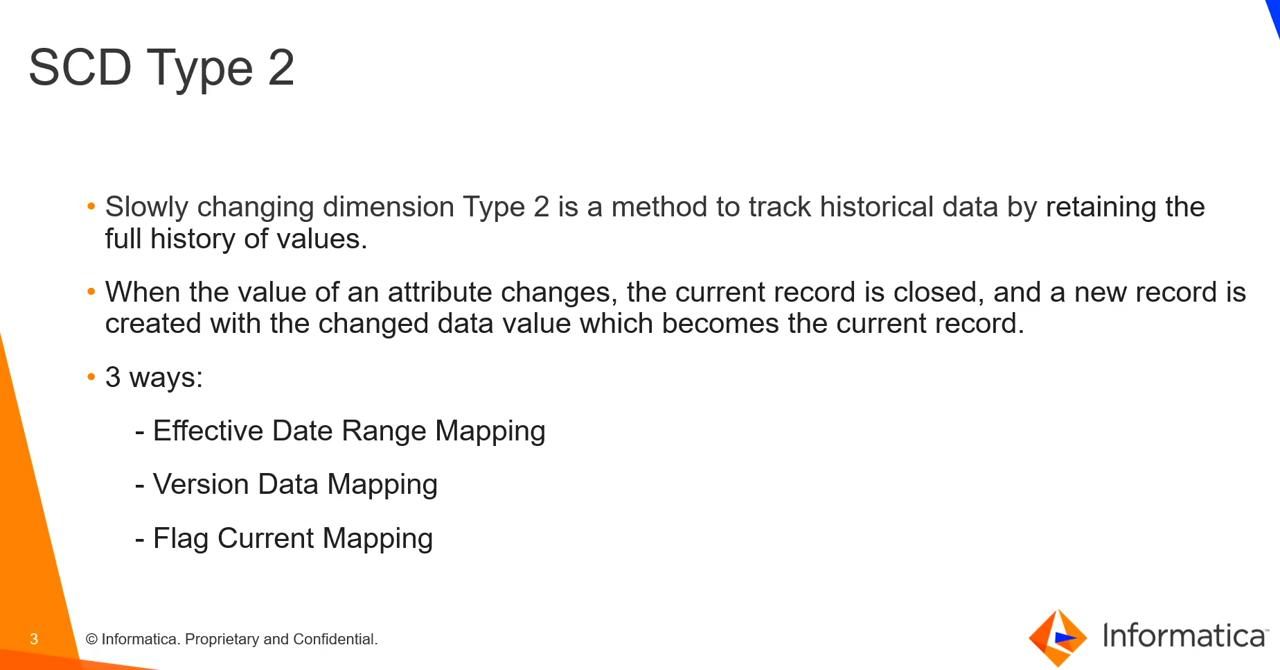 SCD Type 2
• Slowly changing dimension Type 2 is a method to track historical data by retaining the
full history of values.
• When the value of an attribute changes, the current record is closed, and a new record is
created with the changed data value which becomes the current record.
• 3 ways:
- Effective Date Range Mapping
- Version Data Mapping
- Flag Current Mapping
3
© Informatica. Proprietary and Confidential.
Informatica™